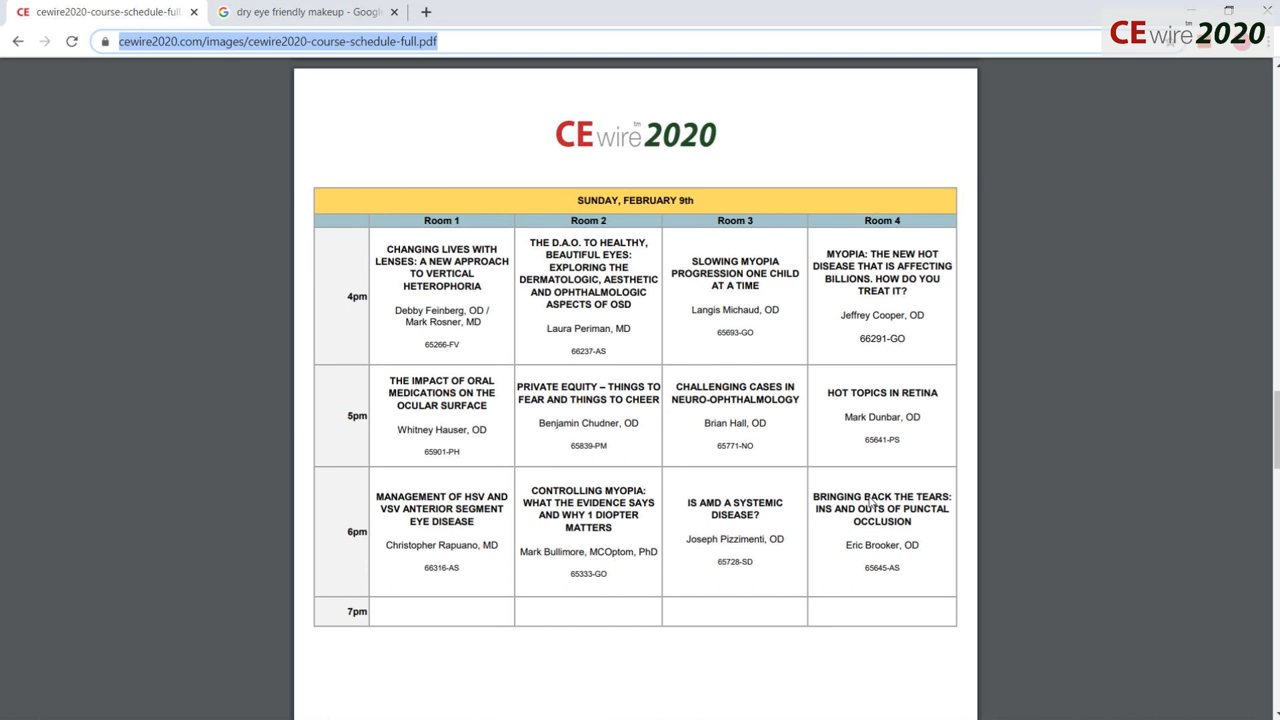 cewire2020-course-schedule-full
dry eye friendly makeup - Google
cewire2020.com/images/cewire2020-course-schedule-full.pdf
CEwire™2020
CEwire™2020
SUNDAY, FEBRUARY 9th
Room 1 Room 2 Room 3 Room 4
4pm
CHANGING LIVES WITH
LENSES: A NEW APPROACH
TO VERTICAL
HETEROPHORIA
Debby Feinberg, OD /
Mark Rosner, MD
65266-FV
THE D.A.O. TO HEALTHY,
BEAUTIFUL EYES:
EXPLORING THE
DERMATOLOGIC, AESTHETIC
AND OPHTHALMOLOGIC
ASPECTS OF OSD
Laura Periman, MD
66237-AS
SLOWING MYOPIA
PROGRESSION ONE CHILD
AT A TIME
Langis Michaud, OD
65693-GO
MYOPIA: THE NEW HOT
DISEASE THAT IS AFFECTING
BILLIONS. HOW DO YOU
TREAT IT?
Jeffrey Cooper, OD
66291-GO
5pm
THE IMPACT OF ORAL
MEDICATIONS ON THE
OCULAR SURFACE
Whitney Hauser, OD
65901-PH
PRIVATE EQUITY – THINGS TO
FEAR AND THINGS TO CHEER
Benjamin Chudner, OD
65839-PM
CHALLENGING CASES IN
NEURO-OPHTHALMOLOGY
Brian Hall, OD
65771-NO
HOT TOPICS IN RETINA
Mark Dunbar, OD
65641-PS
6pm
MANAGEMENT OF HSV AND
VSV ANTERIOR SEGMENT
EYE DISEASE
Christopher Rapuano, MD
66316-AS
CONTROLLING MYOPIA:
WHAT THE EVIDENCE SAYS
AND WHY 1 DIOPTER
MATTERS
Mark Bullimore, MCOptom, PhD
65333-GO
IS AMD A SYSTEMIC
DISEASE?
Joseph Pizzimenti, OD
65728-SD
BRINGING BACK THE TEARS:
INS AND OUTS OF PUNCTAL
OCCLUSION
Eric Brooker, OD
65645-AS
7pm